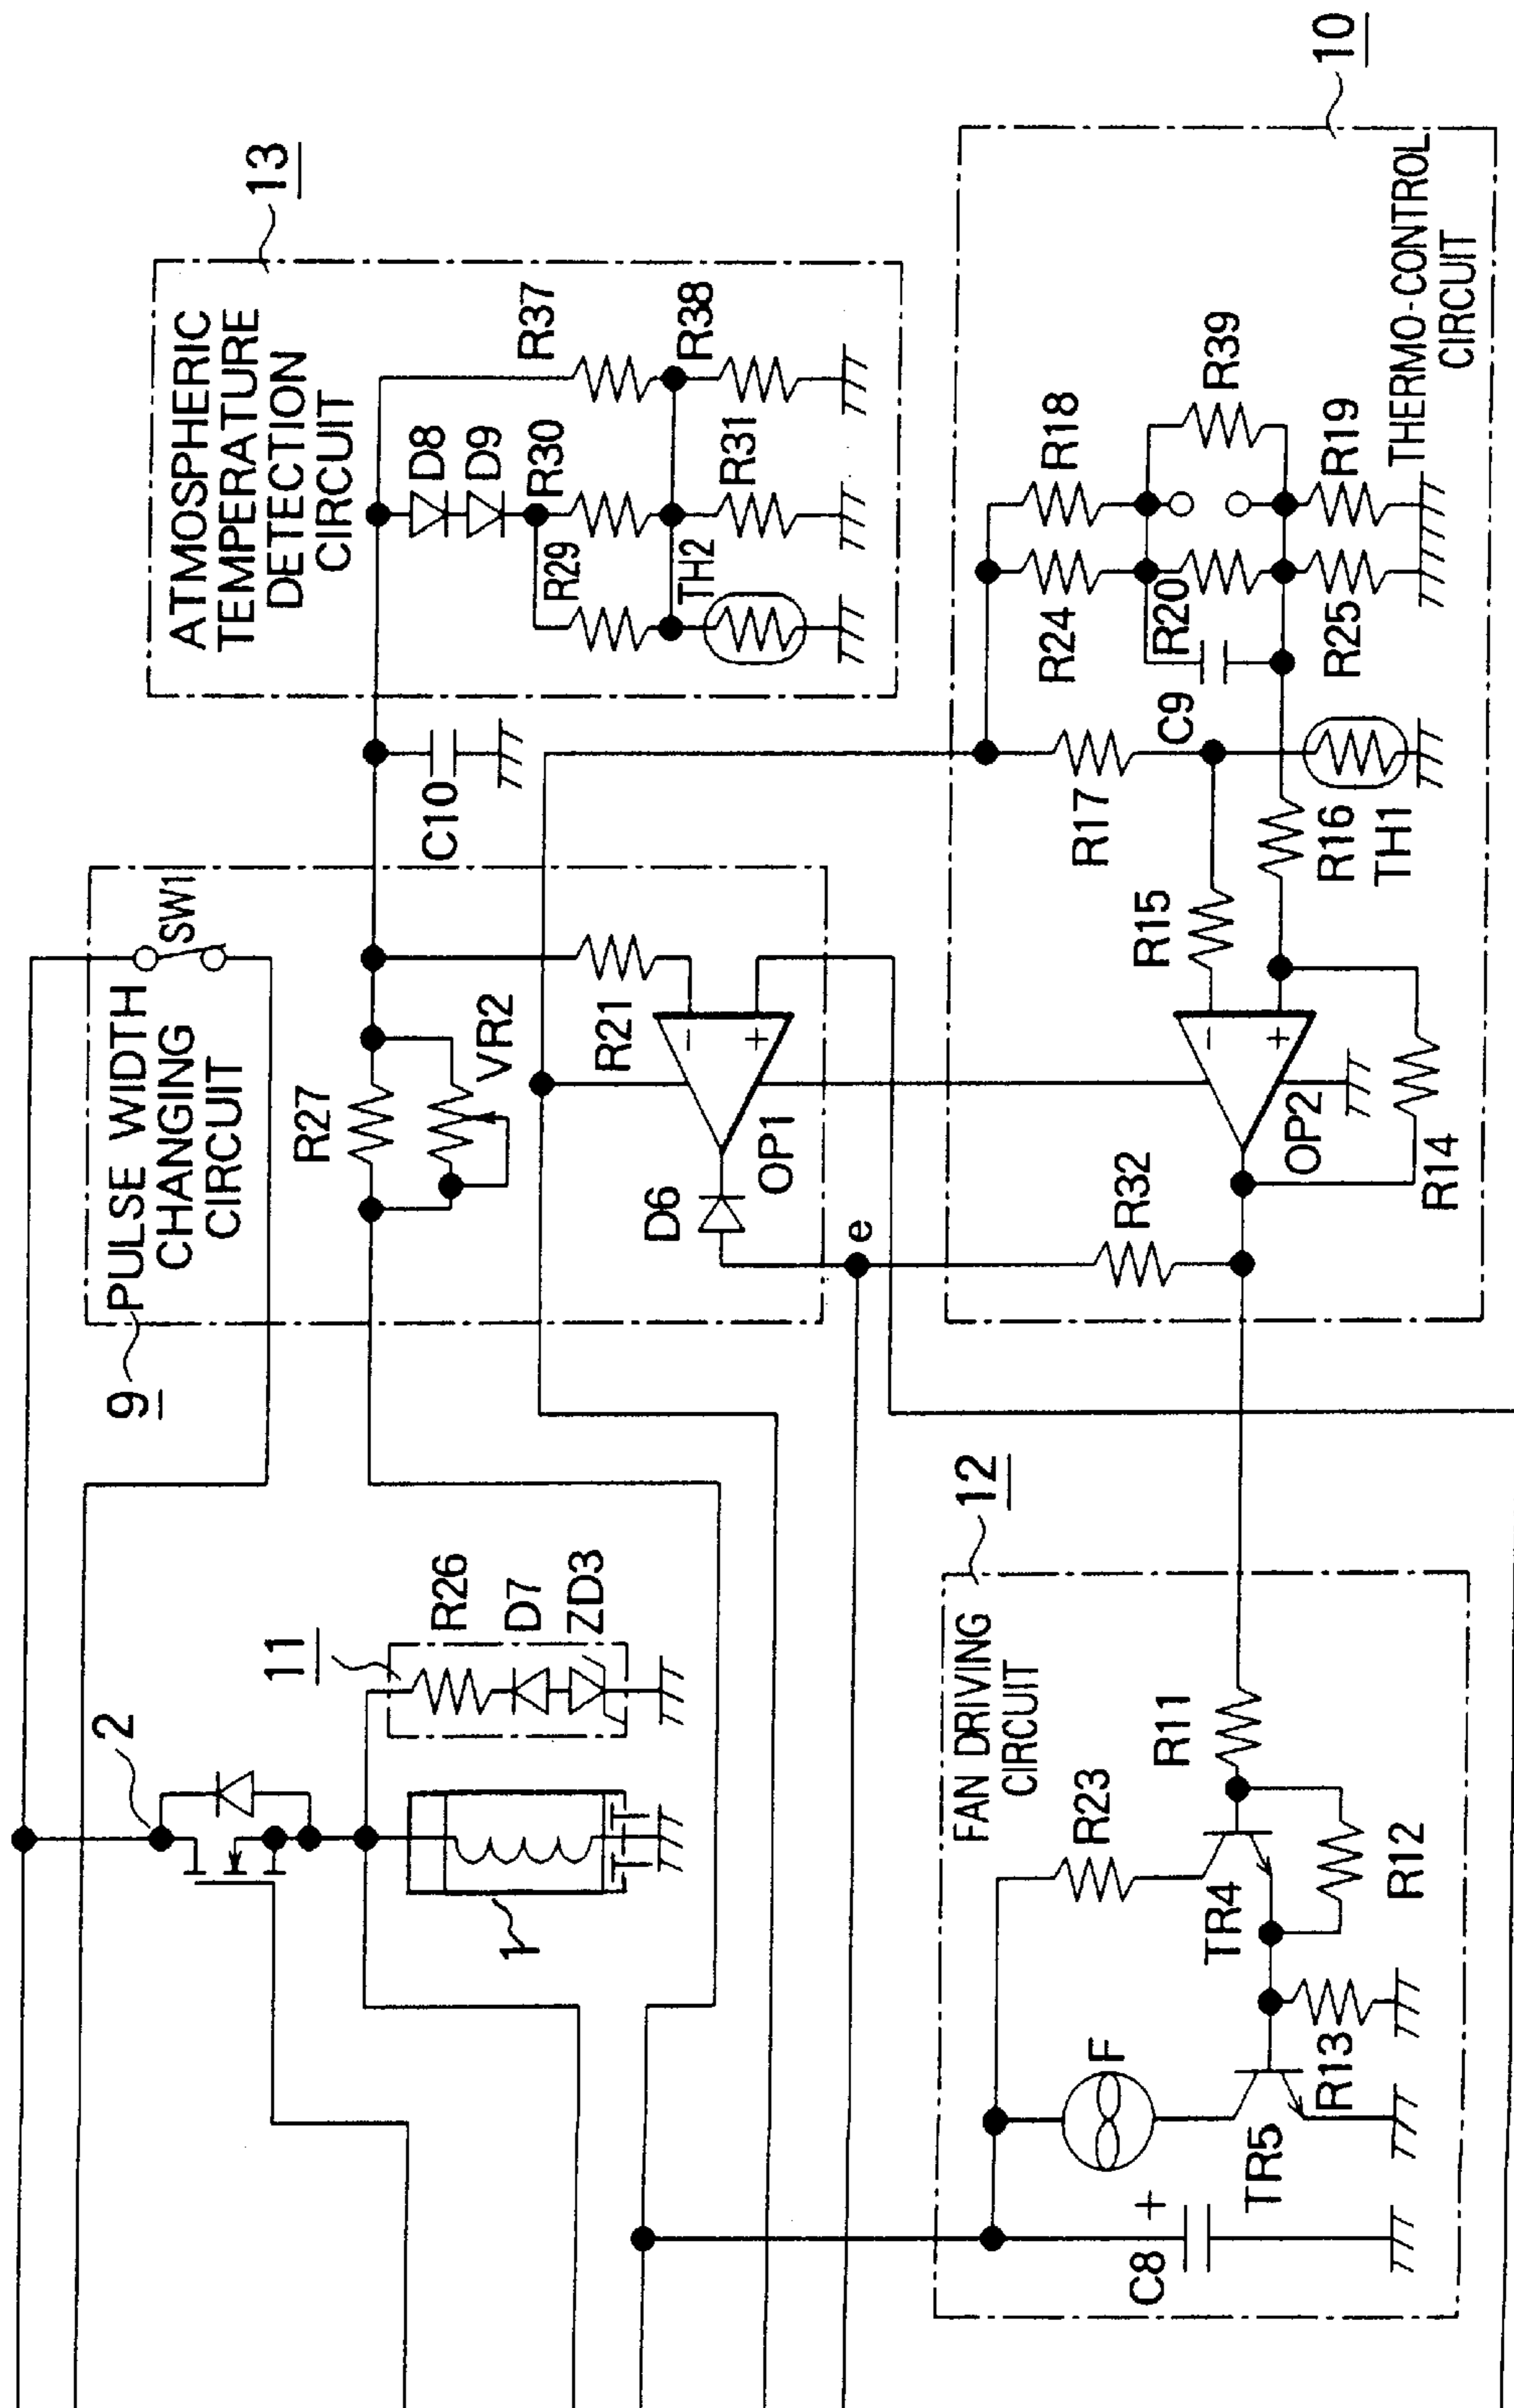 10
13
ATMOSPHERIC
TEMPERATURE
DETECTION
CIRCUIT
D8
D9
R30
R29
TH2
R31
R37
R38
C10
THERMO-CONTROL
CIRCUIT
R18
R39
R24
R20
R19
R25
C9
R17
R15
R16
TH1
OP2
R14
R32
9
PULSE WIDTH
CHANGING
CIRCUIT
SW1
R27
VR2
R21
OP1
D6
e
2
11
R26
D7
ZD3
1
12
FAN DRIVING
CIRCUIT
R11
R23
TR4
R12
F
R13
TR5
C8
+
−
+
−
+